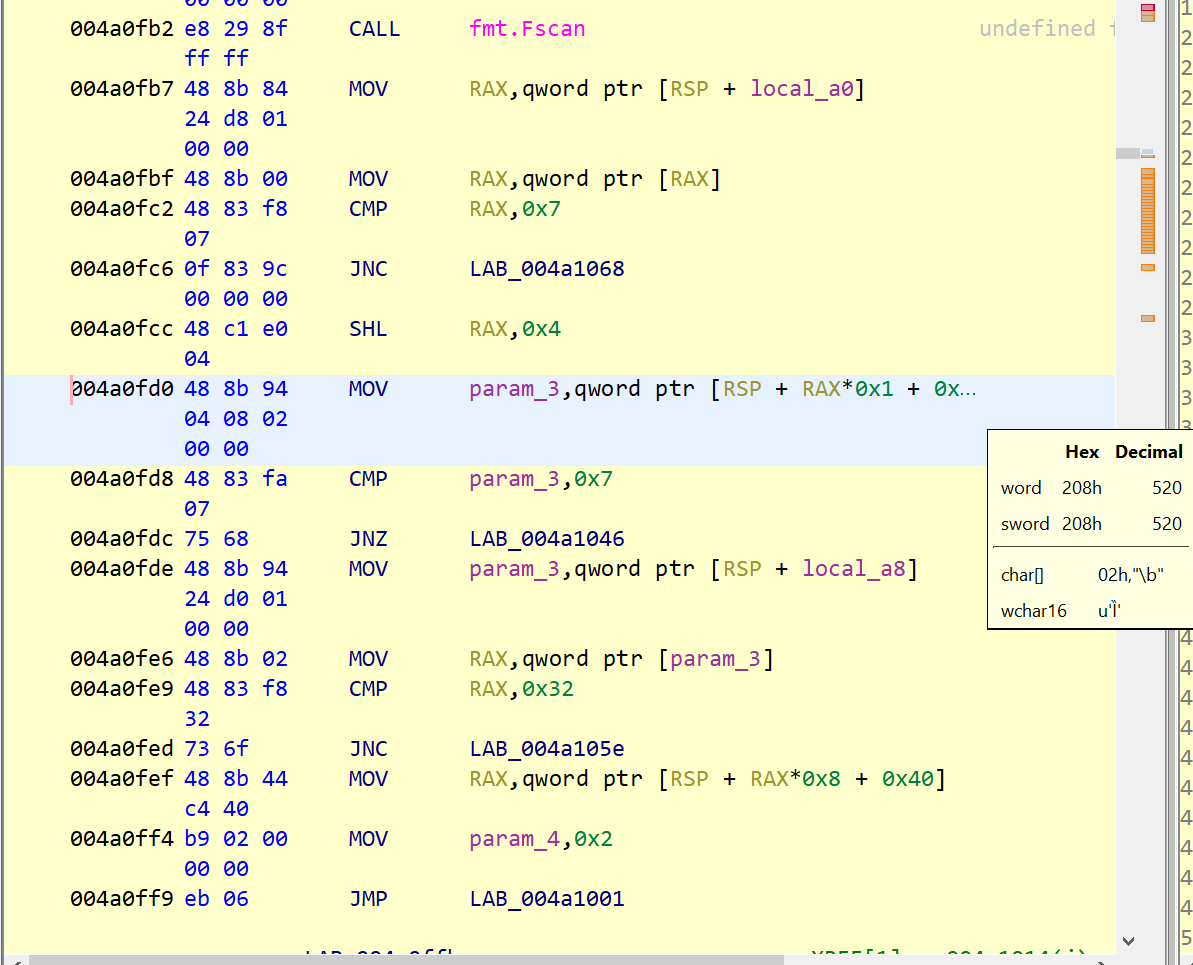 004a0fb2 e8 29 8f CALL fmt.Fscan undefined
ff ff
004a0fb7 48 8b 84 MOV RAX,qword ptr [RSP + local_a0]
24 d8 01
00 00
004a0fbf 48 8b 00 MOV RAX,qword ptr [RAX]
004a0fc2 48 83 f8 CMP RAX,0x7
07
004a0fc6 0f 83 9c JNC LAB_004a1068
00 00 00
004a0fcc 48 c1 e0 SHL RAX,0x4
04
004a0fd0 48 8b 94 MOV param_3,qword ptr [RSP + RAX*0x1 + 0x...
04 08 02
00 00
004a0fd8 48 83 fa CMP param_3,0x7
07
004a0fdc 75 68 JNZ LAB_004a1046
004a0fde 48 8b 94 MOV param_3,qword ptr [RSP + local_a8]
24 d0 01
00 00
004a0fe6 48 8b 02 MOV RAX,qword ptr [param_3]
004a0fe9 48 83 f8 CMP RAX,0x32
32
004a0fed 73 6f JNC LAB_004a105e
004a0fef 48 8b 44 MOV RAX,qword ptr [RSP + RAX*0x8 + 0x40]
c4 40
004a0ff4 b9 02 00 MOV param_4,0x2
00 00
004a0ff9 eb 06 JMP LAB_004a1001
Hex Decimal
word 208h 520
sword 208h 520
char[] 02h,"\b"
wchar16 u'Ȉ'